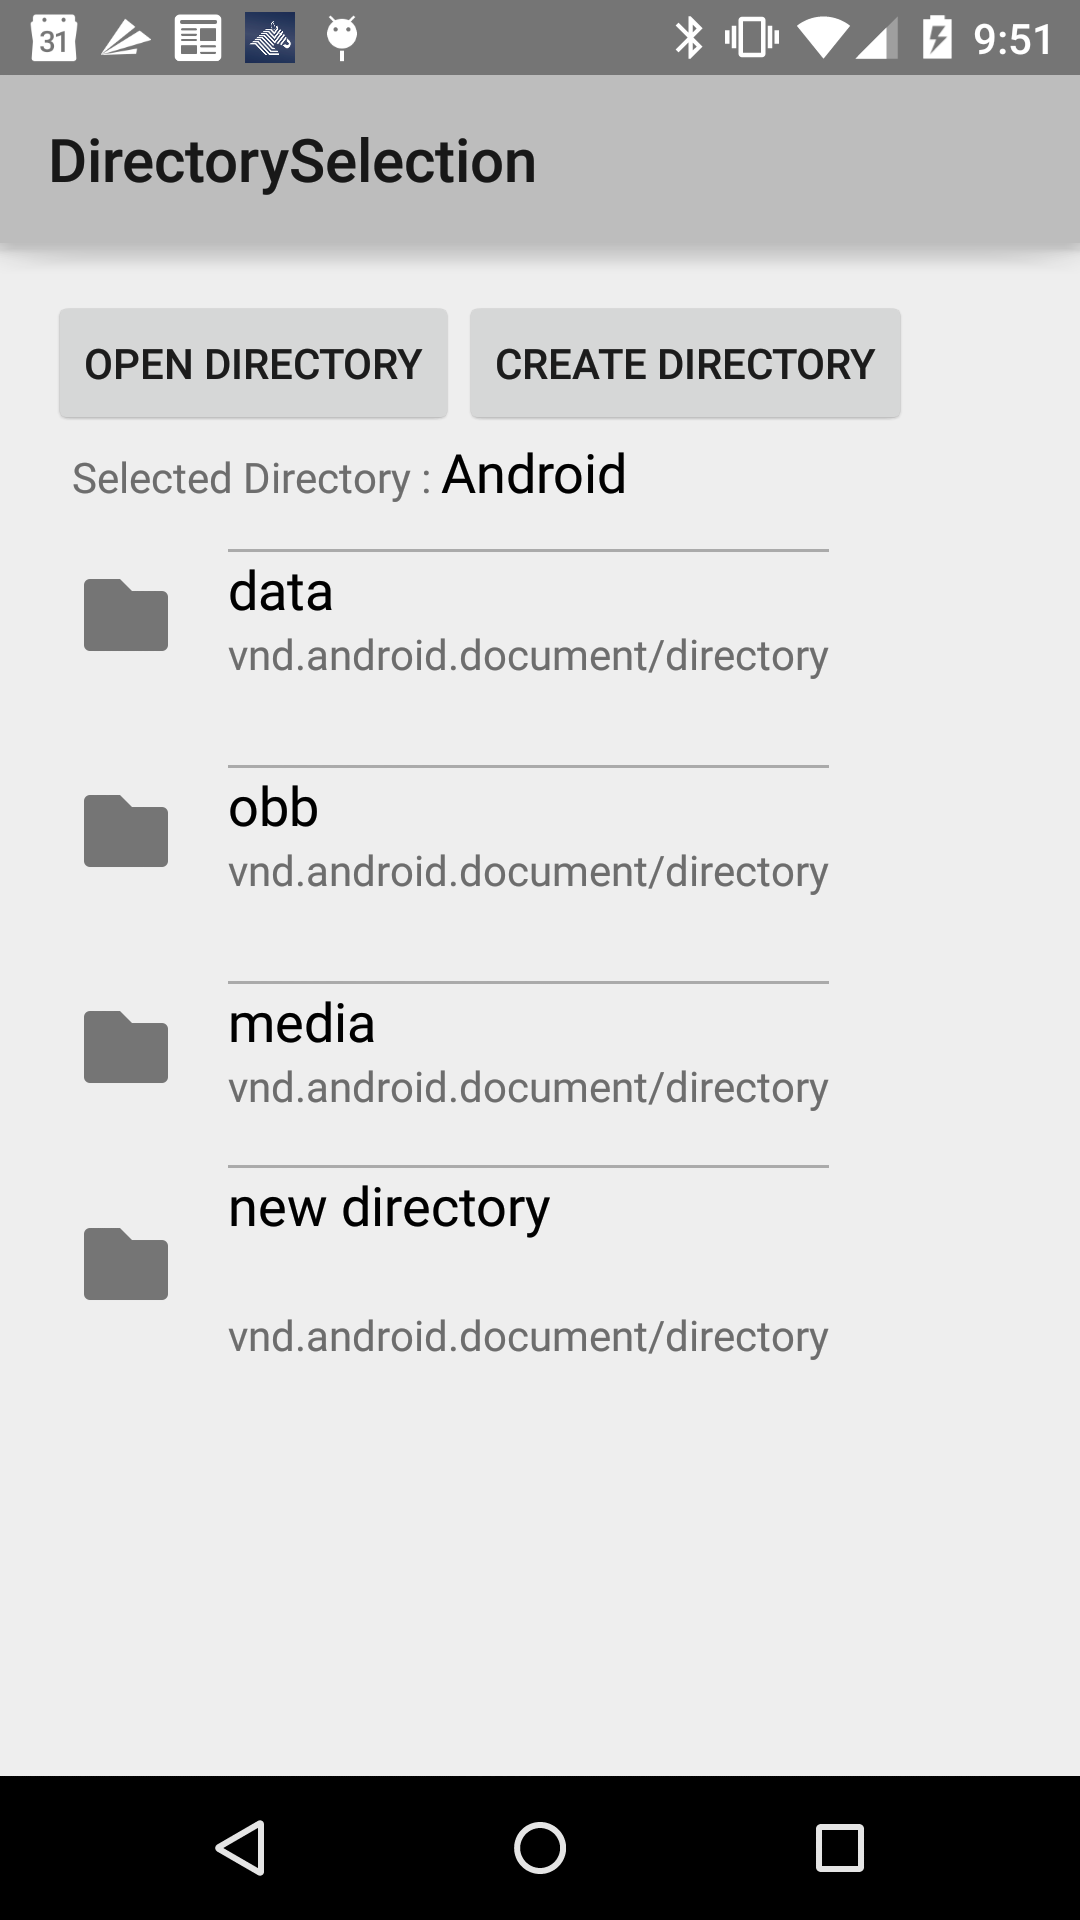 31
9:51
DirectorySelection
OPEN DIRECTORY CREATE DIRECTORY
Selected Directory : Android
data
vnd.android.document/directory
obb
vnd.android.document/directory
media
vnd.android.document/directory
new directory
vnd.android.document/directory